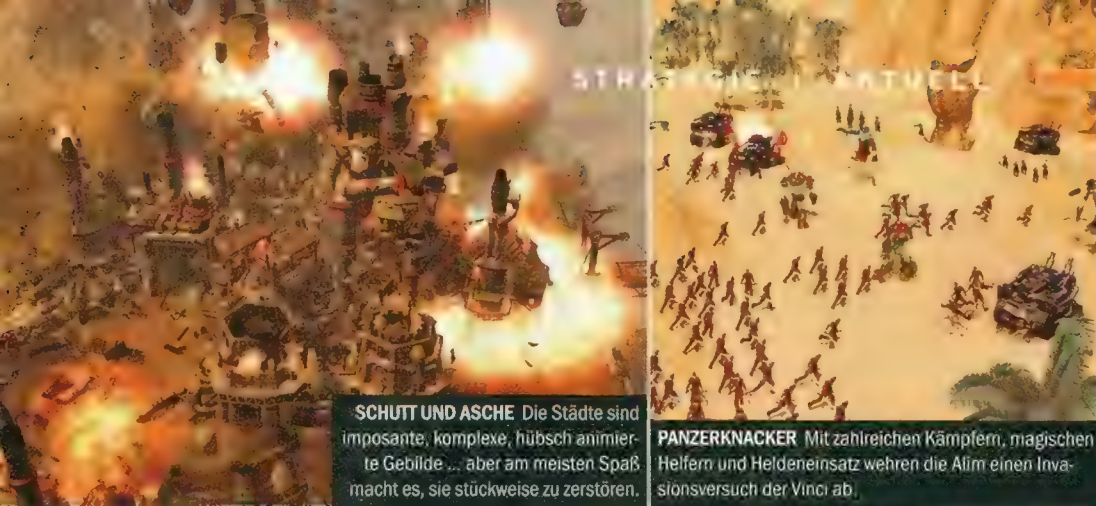 STRATEGIE | AKTUELL
SCHUTT UND ASCHE Die Städte sind
imposante, komplexe, hübsch animier-
te Gebilde ... aber am meisten Spaß
macht es, sie stückweise zu zerstören.
PANZERKNACKER Mit zahlreichen Kämpfern, magischen
Helfern und Heldeneinsatz wehren die Alim einen Inva-
sionsversuch der Vinci ab.